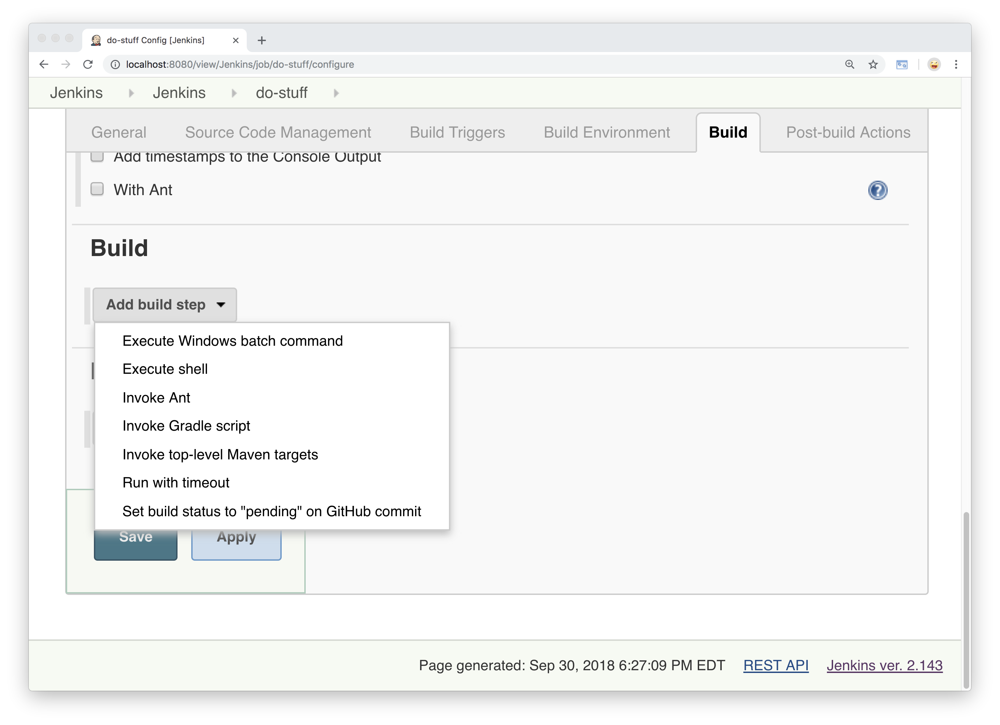 do-stuff Config [Jenkins]
localhost:8080/view/Jenkins/job/do-stuff/configure
Jenkins Jenkins do-stuff
General Source Code Management Build Triggers Build Environment Build Post-build Actions
Add timestamps to the Console Output
With Ant
Build
Add build step
Execute Windows batch command
Execute shell
Invoke Ant
Invoke Gradle script
Invoke top-level Maven targets
Run with timeout
Set build status to "pending" on GitHub commit
Save Apply
Page generated: Sep 30, 2018 6:27:09 PM EDT REST API Jenkins ver. 2.143